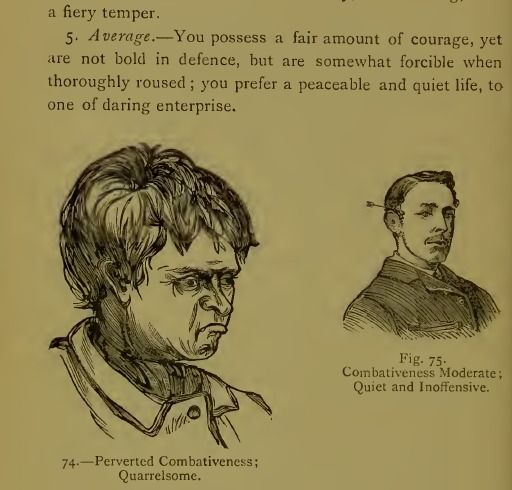 a fiery temper.
5. Average.—You possess a fair amount of courage, yet
are not bold in defence, but are somewhat forcible when
thoroughly roused ; you prefer a peaceable and quiet life, to
one of daring enterprise.
Fig. 75.
Combativeness Moderate ;
Quiet and Inoffensive.
74.—Perverted Combativeness ;
Quarrelsome.